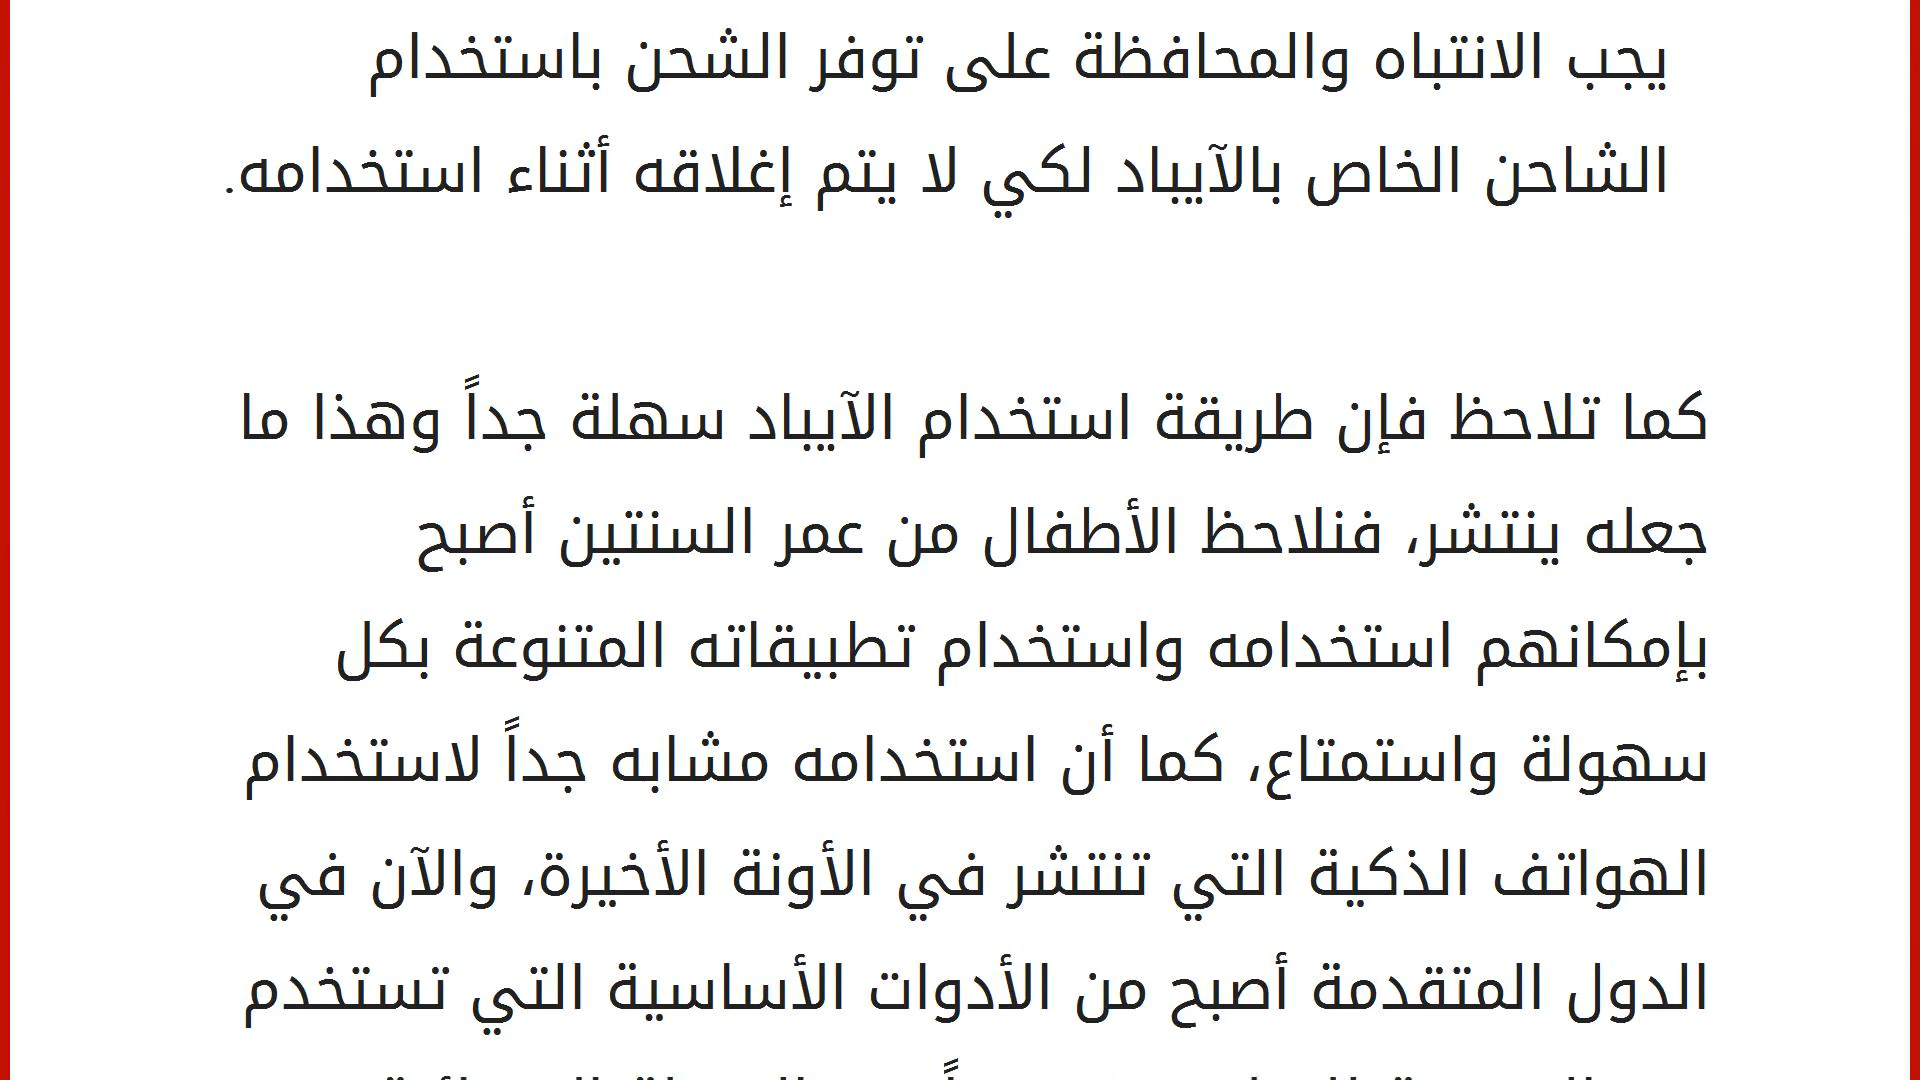 يجب الانتباه والمحافظة على توفر الشحن باستخدام
الشاحن الخاص بالآيباد لكي لا يتم إغلاقه أثناء استخدامه.
كما تلاحظ فإن طريقة استخدام الآيباد سهلة جداً وهذا ما
جعله ينتشر، فنلاحظ الأطفال من عمر السنتين أصبح
بإمكانهم استخدامه واستخدام تطبيقاته المتنوعة بكل
سهولة واستمتاع، كما أن استخدامه مشابه جداً لاستخدام
الهواتف الذكية التي تنتشر في الأونة الأخيرة، والآن في
الدول المتقدمة أصبح من الأدوات الأساسية التي تستخدم